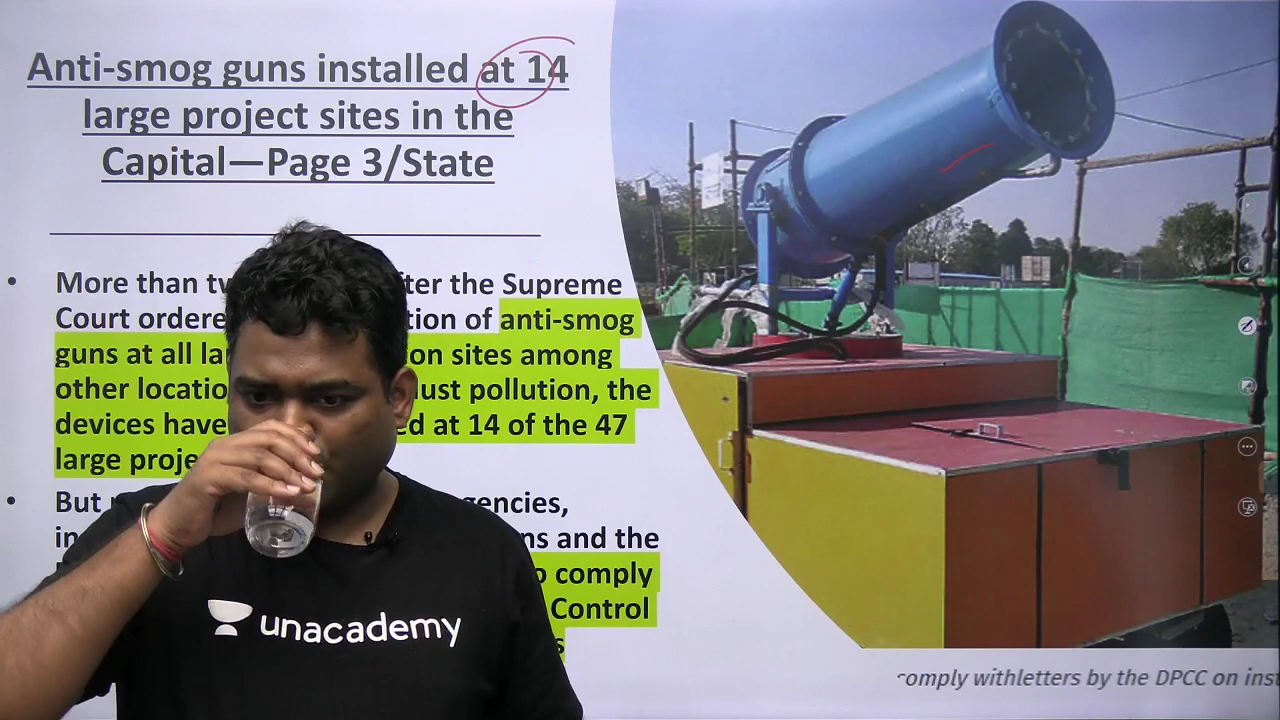 Anti-smog guns installed at 14
large project sites in the
Capital—Page 3/State
• More than ter the Supreme
Court ordere tion of anti-smog
guns at all la on sites among
other locatio ust pollution, the
devices have ed at 14 of the 47
large proje
• But gencies,
in ns and the
o comply
Control
s
unacademy
omply withletters by the DPCC on inst